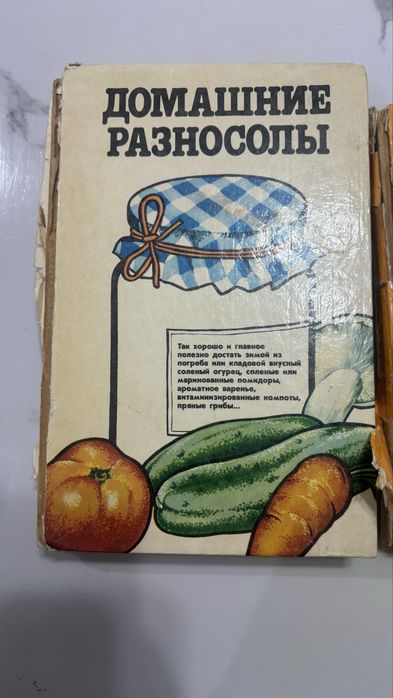 ДОМАШНИЕ
РАЗНОСОЛЫ
Так хорошо и главное
полезно достать зимой из
погреба или кладовой вкусный
соленый огурец, соленые или
маринованные помидоры,
ароматное варенье,
витаминизированные компоты,
пряные грибы...